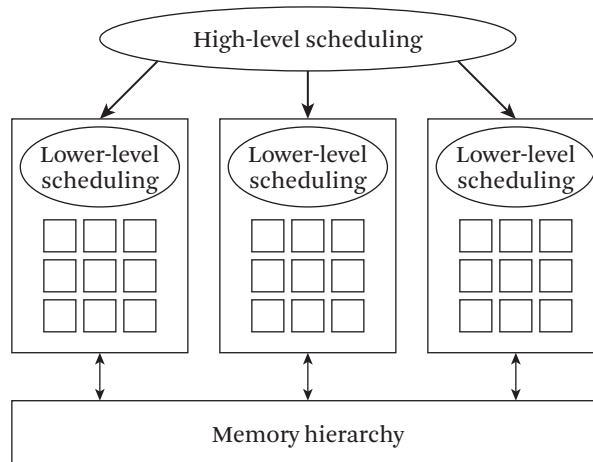 High-level scheduling
Lower-level
scheduling
Lower-level
scheduling
Lower-level
scheduling
Memory hierarchy